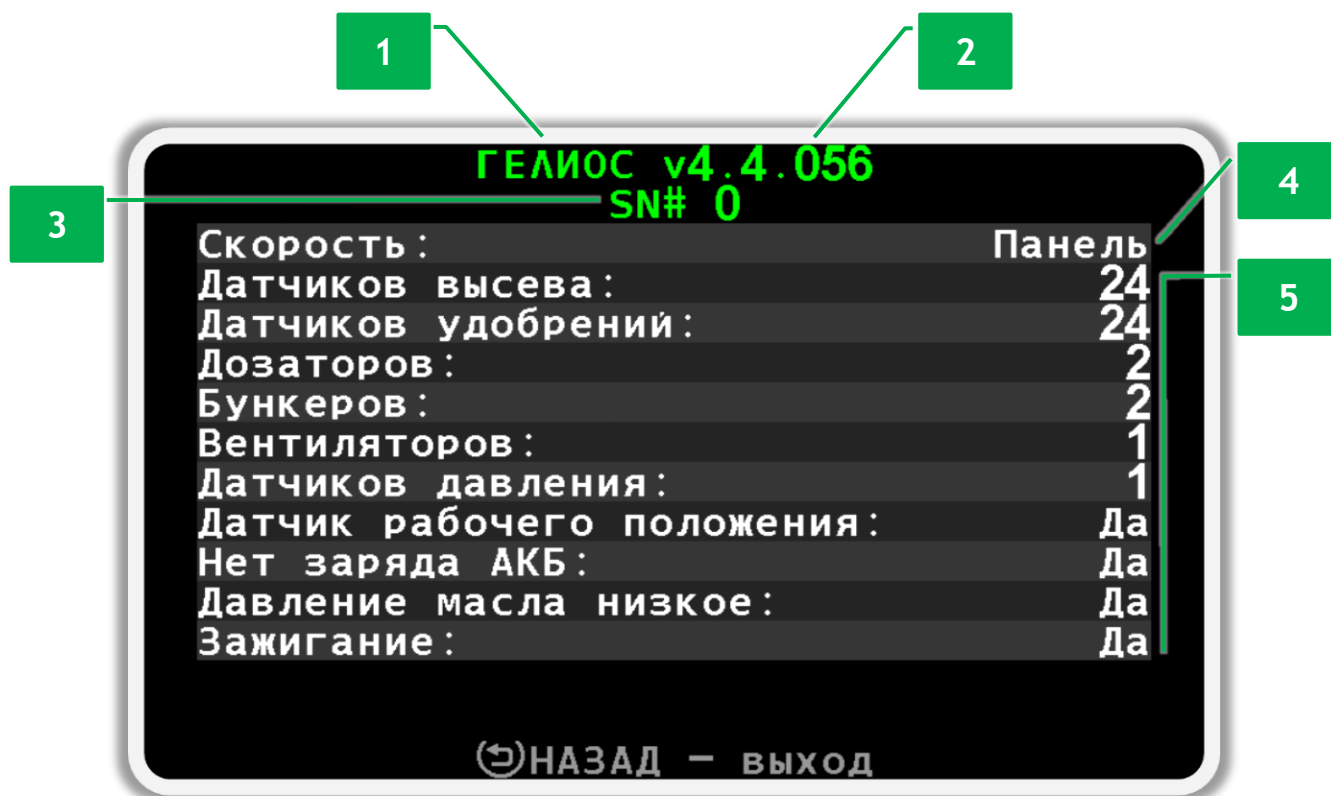 1
2
ГЕЛИОС v4.4.056
SN# 0
3
4
Скорость: Панель
5
Датчиков высева: 24
Датчиков удобрений: 24
Дозаторов: 2
Бункеров: 2
Вентиляторов: 1
Датчиков давления: 1
Датчик рабочего положения: Да
Нет заряда АКБ: Да
Давление масла низкое: Да
Зажигание: Да
НАЗАД – выход